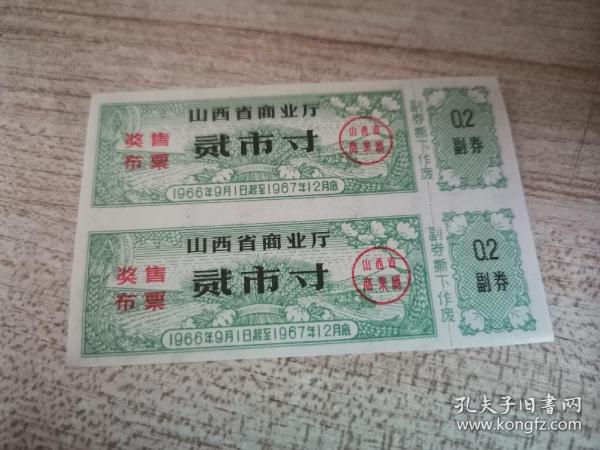 山西省商业厅
奖售
布票
贰市寸
山西省
商業廳
1966年9月1日起至1967年12月底
副券撕下作废
0.2
副券
山西省商业厅
奖售
布票
贰市寸
山西省
商業廳
1966年9月1日起至1967年12月底
副券撕下作废
0.2
副券
孔夫子旧書网
www.kongfz.com